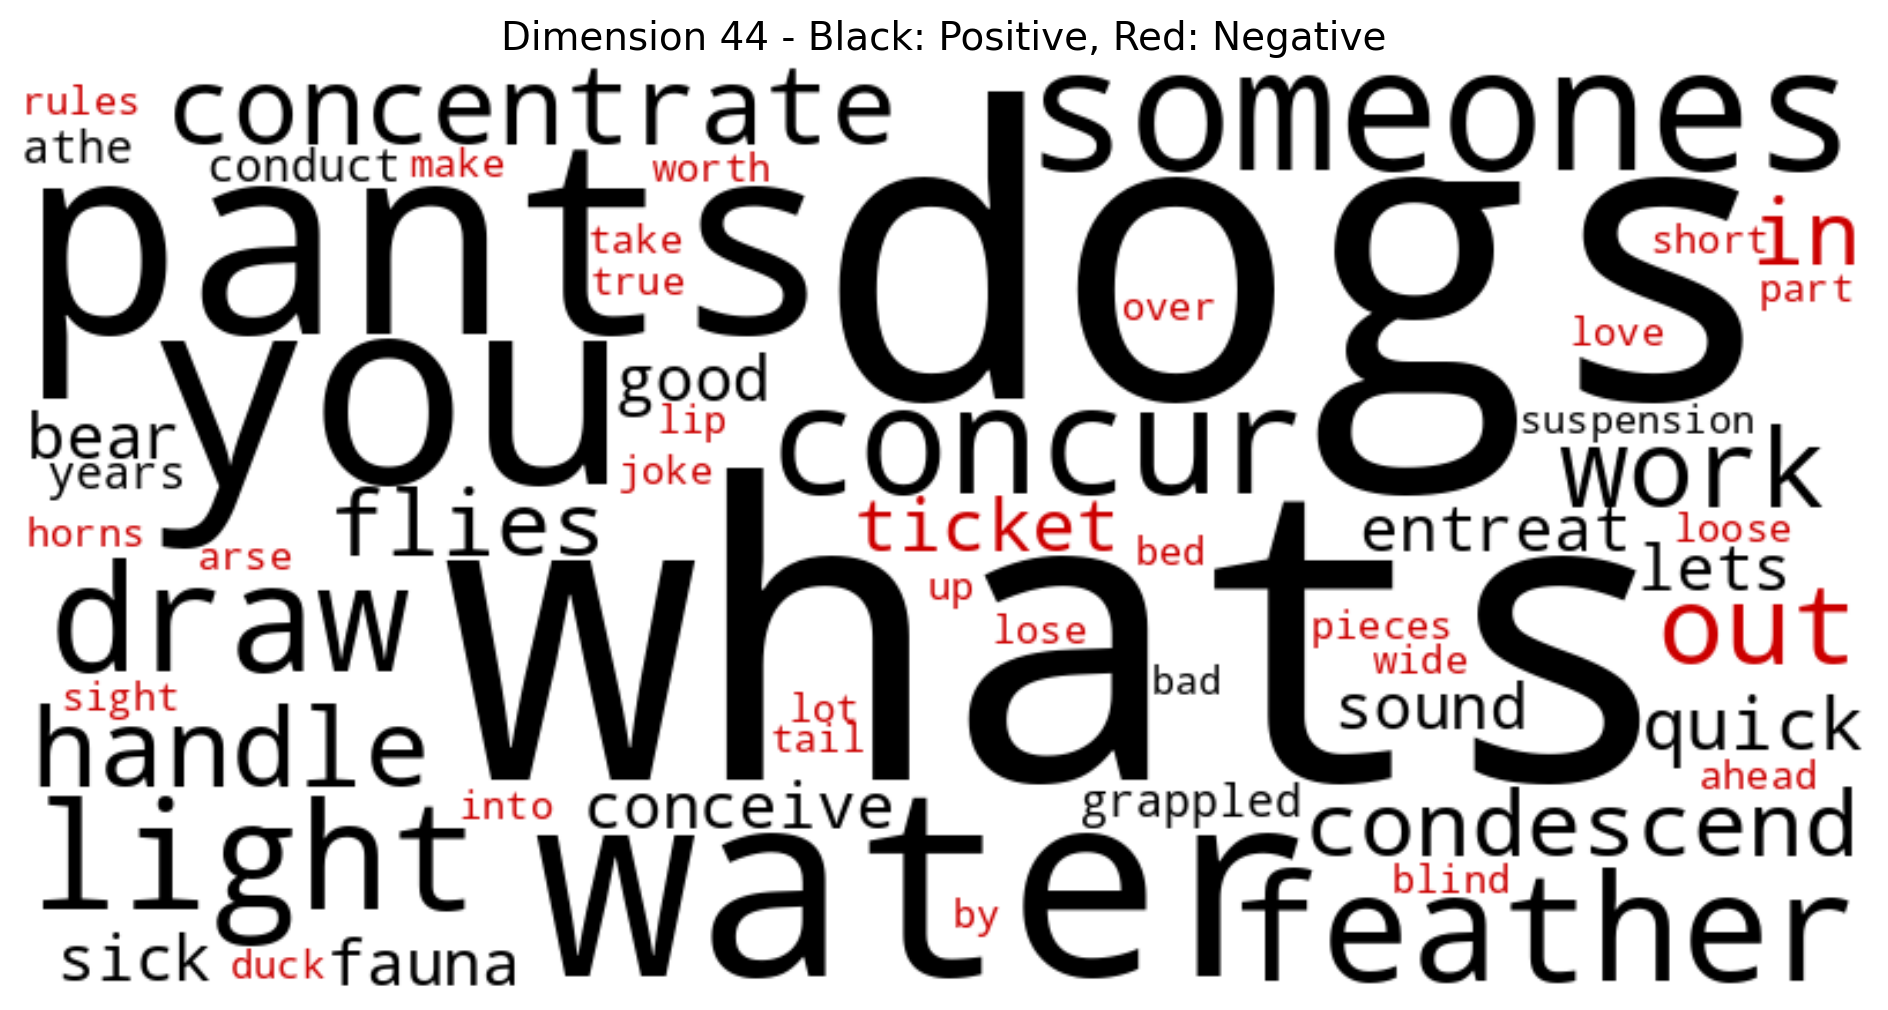 Dimension 44 - Black: Positive, Red: Negative
rules concentrate someones
athe conduct make worth
pants dogs
take short in
true over part
love
you good
bear lip concur suspension
years joke work
horns flies ticket entreat loose
arse bed lets
draw whats up out
lose pieces
wide
sight lot bad sound
handle tail quick
ahead
light into conceive grappled condescend
water blind
by feather
sick duck fauna